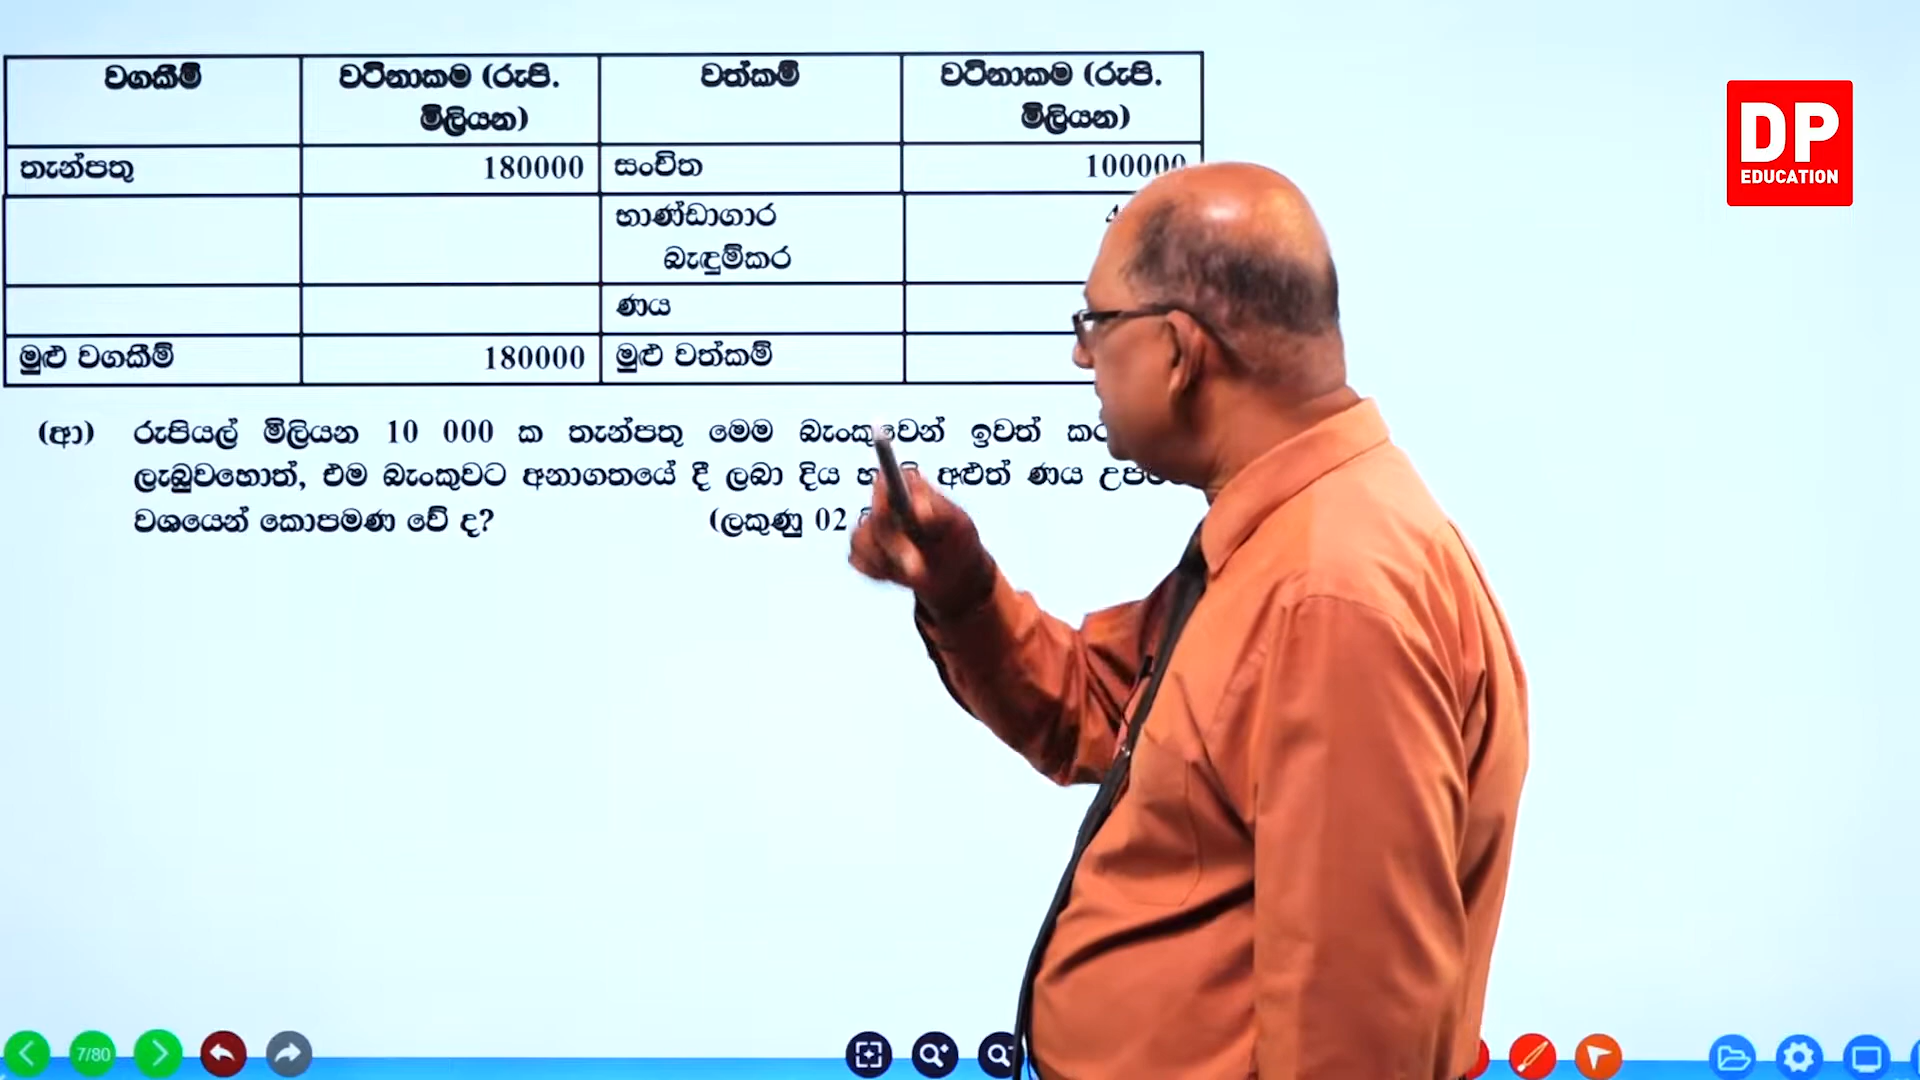 වගකීම් වටිනාකම (රුපි. මිලියන) වත්කම් වටිනාකම (රුපි. මිලියන)
තැන්පතු 180000 සංචිත 100000
භාණ්ඩාගාර බැඳුම්කර
ණය
මුළු වගකීම් 180000 මුළු වත්කම්
(ආ) රුපියල් මිලියන 10 000 ක තැන්පතු මෙම බැංකුවෙන් ඉවත් කර
ලැබුවහොත්, එම බැංකුවට අනාගතයේ දී ලබා දිය අළුත් ණය
වශයෙන් කොපමණ වේ ද? (ලකුණු 02
DP
EDUCATION
7/80